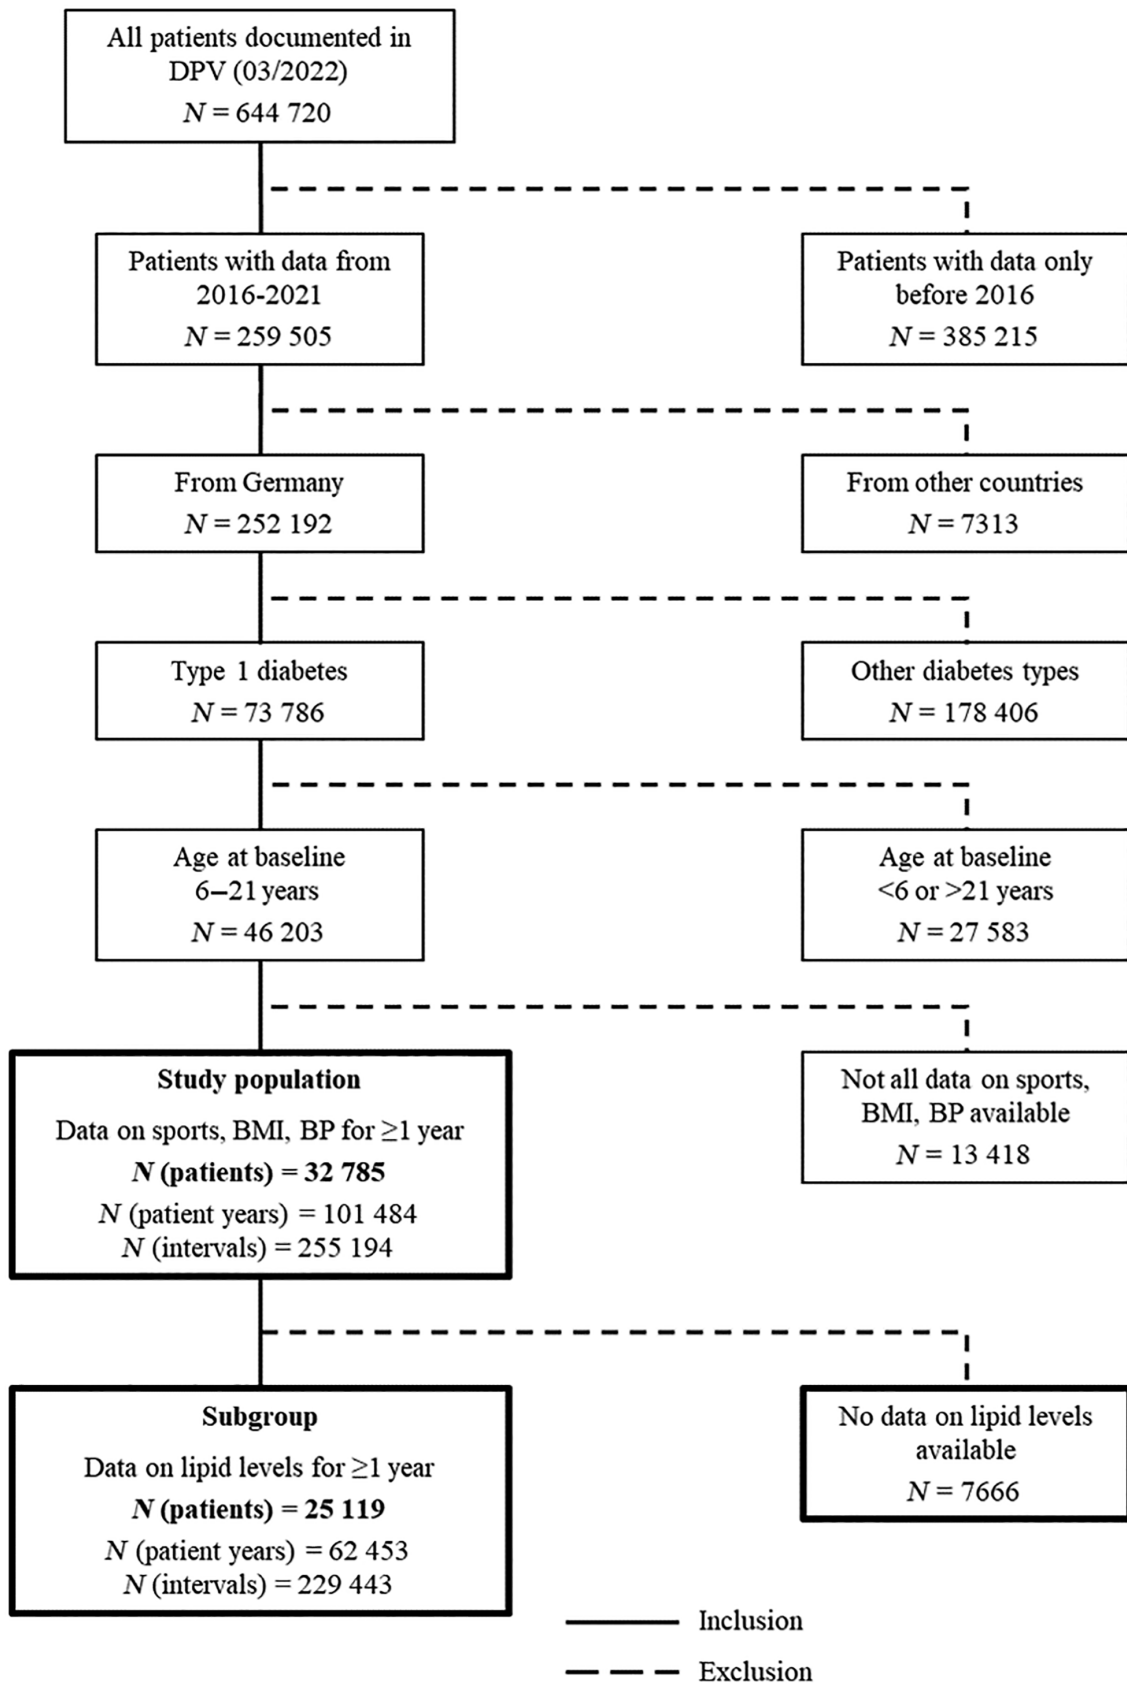 All patients documented in
DPV (03/2022)
N = 644 720
Patients with data from
2016-2021
N = 259 505
Patients with data only
before 2016
N = 385 215
From Germany
N = 252 192
From other countries
N = 7313
Type 1 diabetes
N = 73 786
Other diabetes types
N = 178 406
Age at baseline
6–21 years
N = 46 203
Age at baseline
<6 or >21 years
N = 27 583
Study population
Data on sports, BMI, BP for ≥1 year
N (patients) = 32 785
N (patient years) = 101 484
N (intervals) = 255 194
Not all data on sports,
BMI, BP available
N = 13 418
Subgroup
Data on lipid levels for ≥1 year
N (patients) = 25 119
N (patient years) = 62 453
N (intervals) = 229 443
No data on lipid levels
available
N = 7666
Inclusion
Exclusion